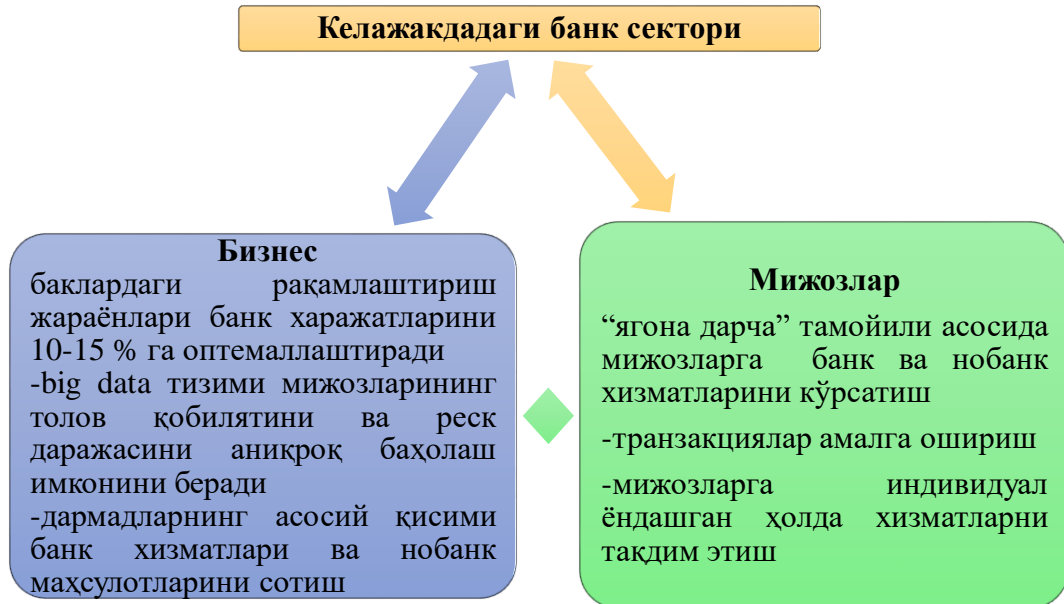 Келажакдадаги банк сектори
Бизнес
баклардаги рақамлаштириш
жараёнлари банк харажатларини
10-15 % га оптемаллаштиради
-big data тизими мижозларининг
толов қобилятини ва реск
даражасини аниқроқ баҳолаш
имконини беради
-дармадларнинг асосий қисими
банк хизматлари ва нобанк
маҳсулотларини сотиш
Мижозлар
“ягона дарча” тамойили асосида
мижозларга банк ва нобанк
хизматларини кўрсатиш
-транзакциялар амалга ошириш
-мижозларга индивидуал
ёндашган ҳолда хизматларни
тақдим этиш